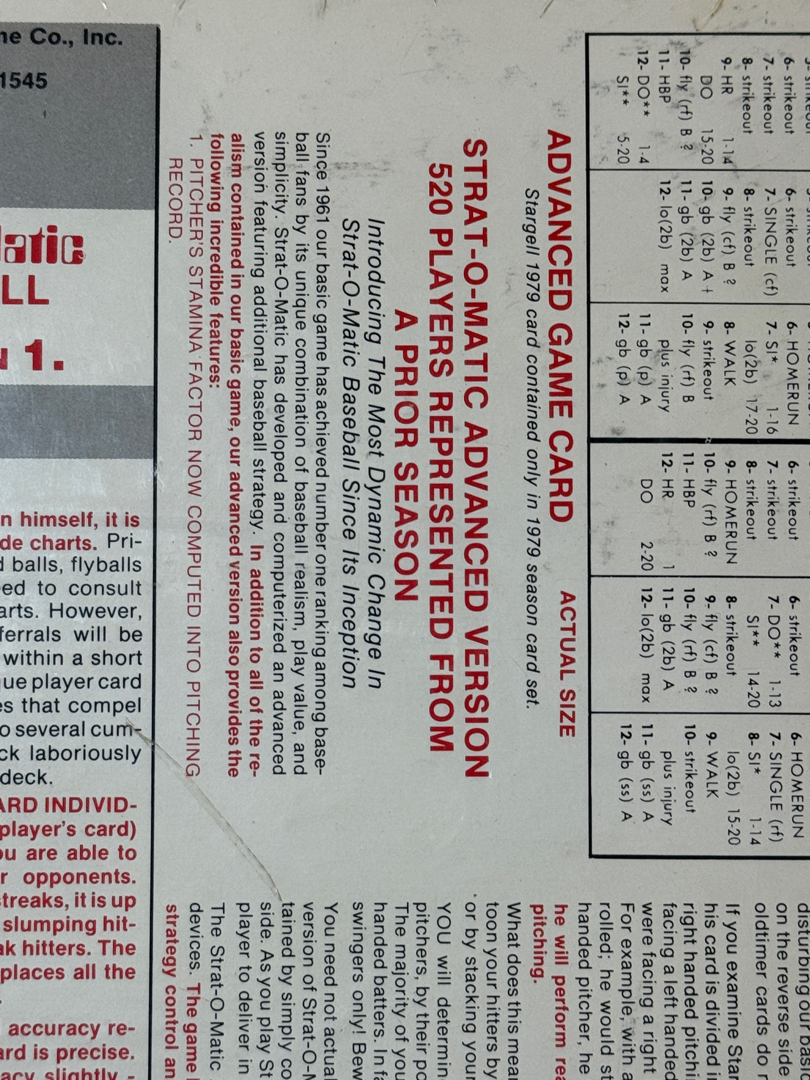 ne Co., Inc.
1545
atic
LL
1.
n himself, it is
de charts. Pri-
d balls, flyballs
ed to consult
arts. However,
ferrals will be
within a short
ue player card
es that compel
o several cum-
ck laboriously
deck.
ARD INDIVID-
player's card)
ou are able to
r opponents.
streaks, it is up
slumping hit-
ak hitters. The
places all the
accuracy re-
ard is precise.
acy slightly -
6- strikeout
7- strikeout
8- strikeout
9- HR 1-14
DO 15-20
10- fly (rf) B ?
11- HBP
12- DO** 1-4
SI** 5-20
6- strikeout
7- SINGLE (cf)
8- strikeout
9- fly (cf) B ?
10- gb (2b) A +
11- gb (2b) A
12- lo(2b) max
6- HOMERUN
7- SI* 1-16
lo(2b) 17-20
8- WALK
9- strikeout
10- fly (rf) B
plus injury
11- gb (p) A
12- gb (p) A
6- strikeout
7- strikeout
8- strikeout
9- HOMERUN
10- fly (rf) B ?
11- HBP
12- HR 1
DO 2-20
6- strikeout
7- DO** 1-13
SI** 14-20
8- strikeout
9- fly (cf) B ?
10- fly (rf) B ?
11- gb (2b) A
12- lo(2b) max
6- HOMERUN
7- SINGLE (rf)
8- SI* 1-14
lo(2b) 15-20
9- WALK
10- strikeout
plus injury
11- gb (ss) A
12- gb (ss) A
ADVANCED GAME CARD ACTUAL SIZE
Stargell 1979 card contained only in 1979 season card set.
STRAT-O-MATIC ADVANCED VERSION
520 PLAYERS REPRESENTED FROM
A PRIOR SEASON
Introducing The Most Dynamic Change In
Strat-O-Matic Baseball Since Its Inception
Since 1961 our basic game has achieved number one ranking among base-
ball fans by its unique combination of baseball realism, play value, and
simplicity. Strat-O-Matic has developed and computerized an advanced
version featuring additional baseball strategy. In addition to all of the re-
alism contained in our basic game, our advanced version also provides the
following incredible features:
1. PITCHER'S STAMINA FACTOR NOW COMPUTED INTO PITCHING
RECORD.
disturbing our bas
on the reverse side
oldtimer cards do
If you examine Star
his card is divided i
right handed pitchi
facing a left handed
were facing a right
For example, with a
rolled; he would st
handed pitcher, he
he will perform rea
pitching.
What does this mea
toon your hitters by
or by stacking your
YOU will determin
pitchers, by their po
The majority of you
handed batters. In fa
swingers only! Bew
You need not actual
version of Strat-O-M
tained by simply co
side. As you play St
player to deliver in
The Strat-O-Matic
devices. The game
strategy control an